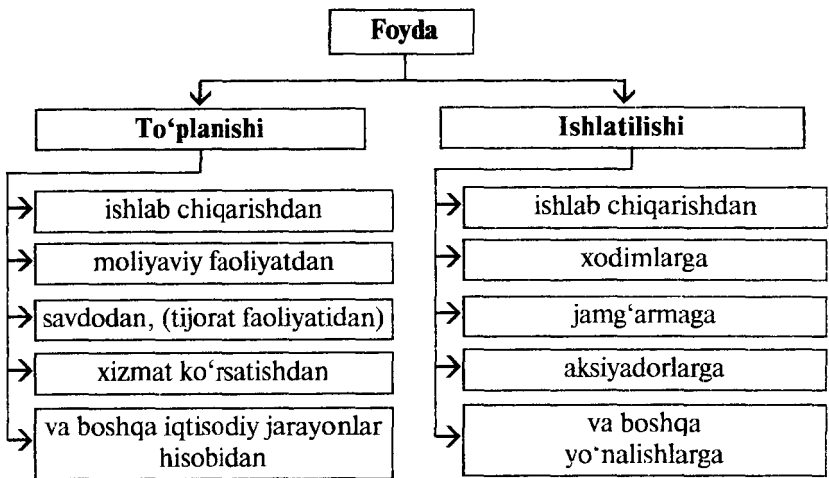 Foyda
To‘planishi
ishlab chiqarishdan
moliyaviy faoliyatdan
savdodan, (tijorat faoliyatidan)
xizmat ko‘rsatishdan
va boshqa iqtisodiy jarayonlar
hisobidan
Ishlatilishi
ishlab chiqarishdan
xodimlarga
jamg‘armaga
aksiyadorlarga
va boshqa
yo‘nalishlarga